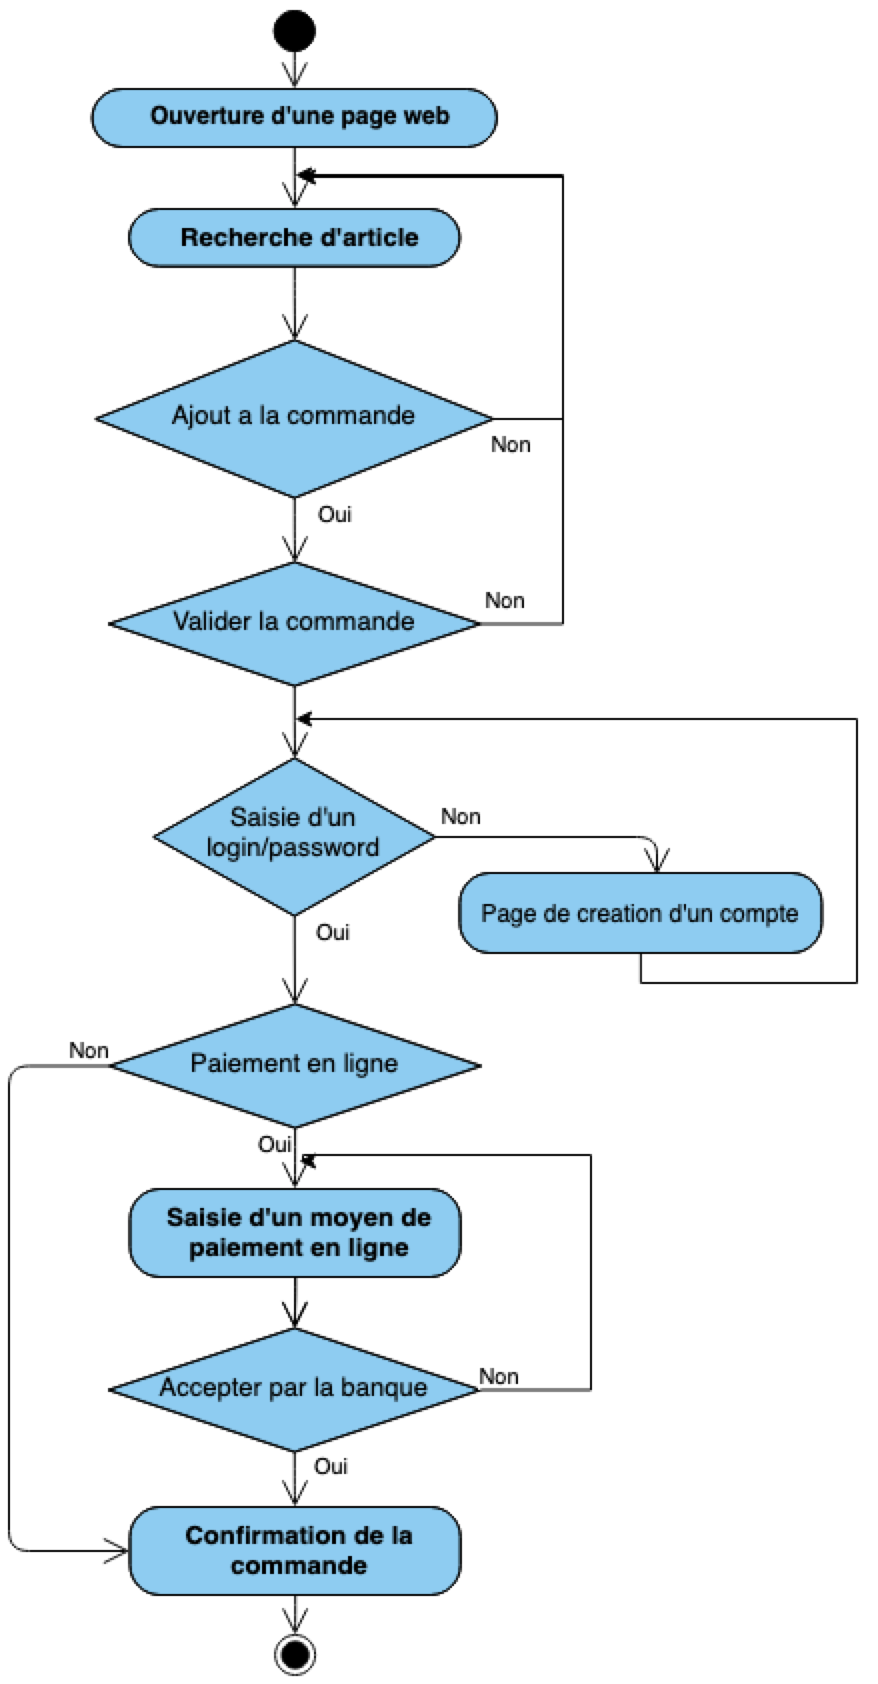 Ouverture d'une page web
Recherche d'article
Ajout a la commande
Non
Oui
Valider la commande
Non
Saisie d'un
login/password
Non
Page de creation d'un compte
Oui
Non
Paiement en ligne
Oui
Saisie d'un moyen de
paiement en ligne
Accepter par la banque
Non
Oui
Confirmation de la
commande